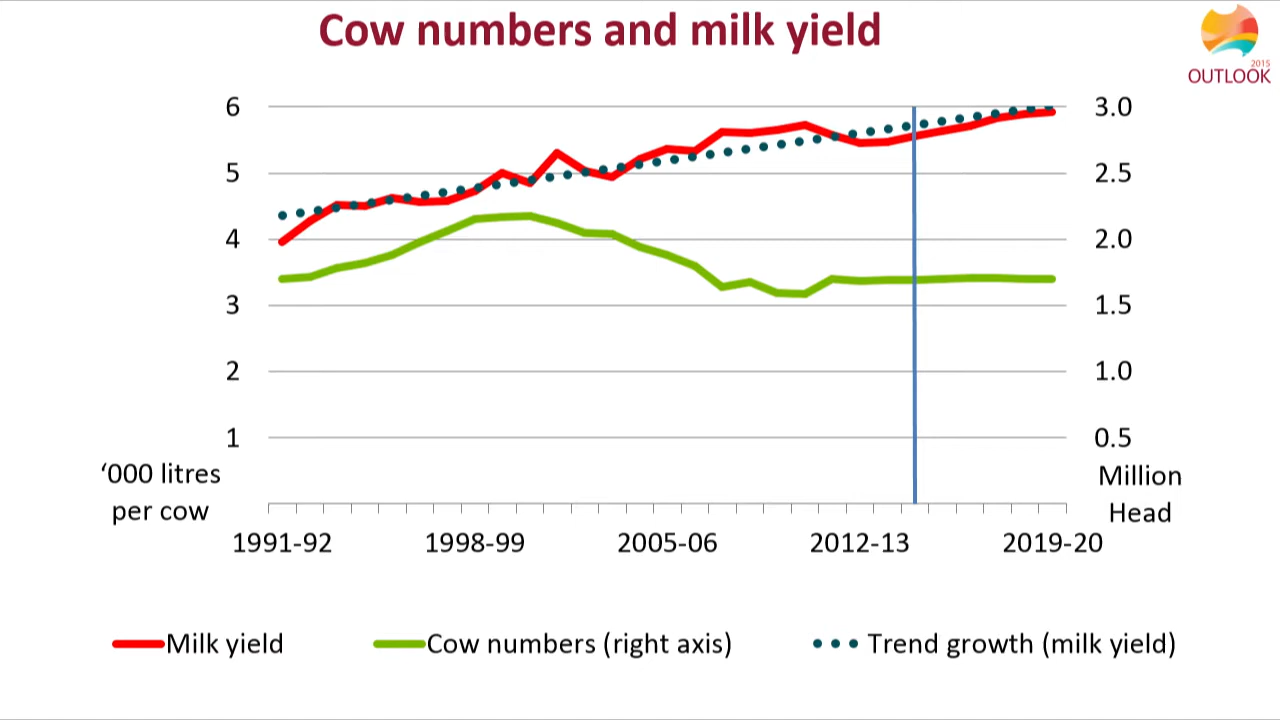 Cow numbers and milk yield
2015
OUTLOOK
6
5
4
3
2
1
‘000 litres
per cow
3.0
2.5
2.0
1.5
1.0
0.5
Million
Head
1991-92 1998-99 2005-06 2012-13 2019-20
Milk yield Cow numbers (right axis) Trend growth (milk yield)